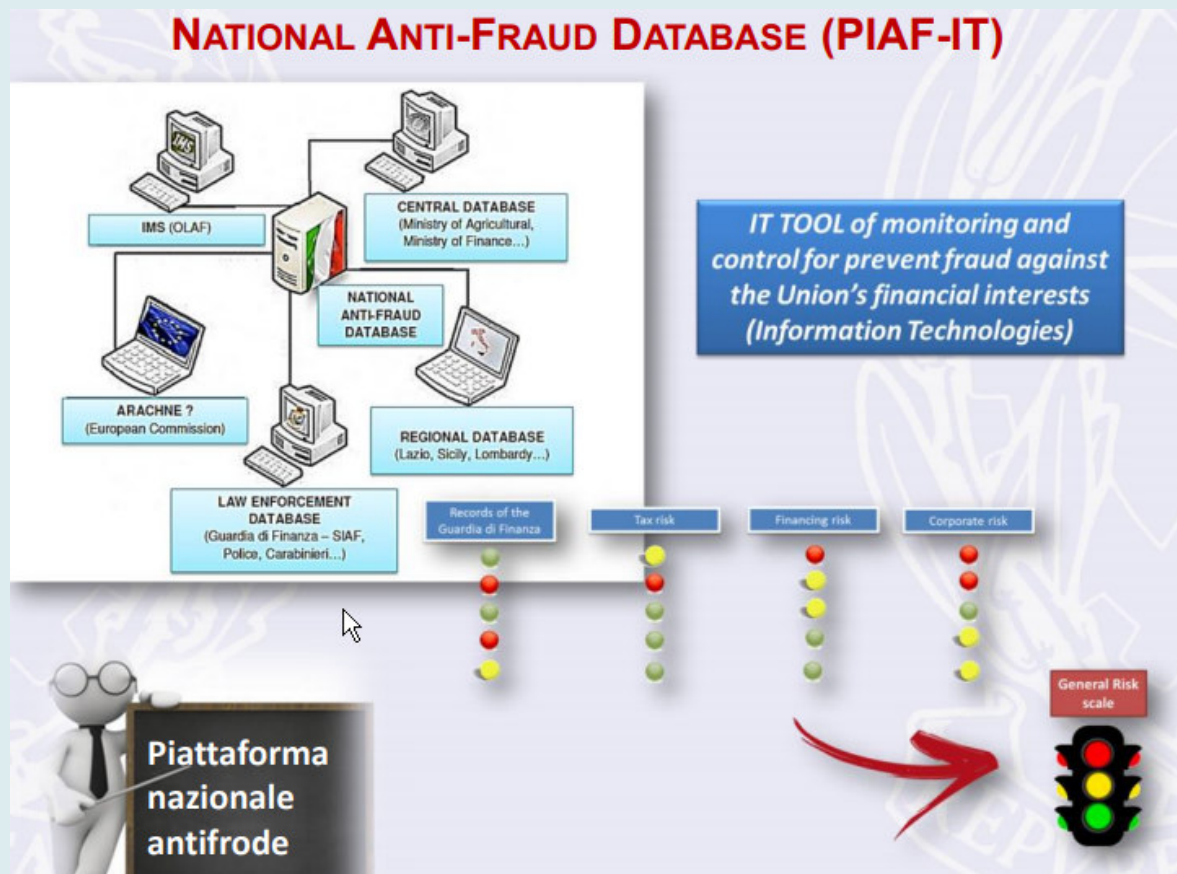 NATIONAL ANTI-FRAUD DATABASE (PIAF-IT)
IMS
IMS (OLAF)
CENTRAL DATABASE
(Ministry of Agricultural,
Ministry of Finance...)
NATIONAL
ANTI-FRAUD
DATABASE
ARACHNE ?
(European Commission)
REGIONAL DATABASE
(Lazio, Sicily, Lombardy...)
LAW ENFORCEMENT
DATABASE
(Guardia di Finanza – SIAF,
Police, Carabinieri...)
IT TOOL of monitoring and
control for prevent fraud against
the Union's financial interests
(Information Technologies)
Records of the
Guardia di Finanza
Tax risk
Financing risk
Corporate risk
General Risk
scale
Piattaforma
nazionale
antifrode